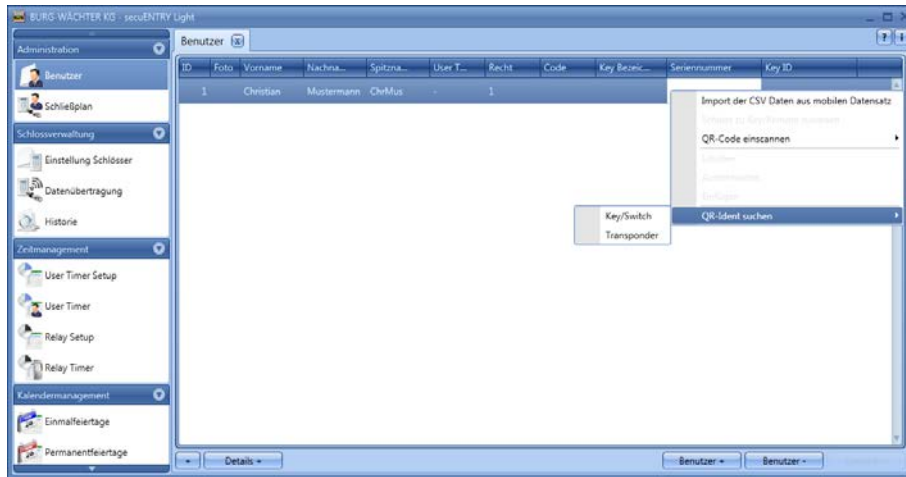 BURG-WÄCHTER KG - secuENTRY Light
Administration
Benutzer
Schließplan
Schlossverwaltung
Einstellung Schlösser
Datenübertragung
Historie
Zeitmanagement
User Timer Setup
User Timer
Relay Setup
Relay Timer
Kalendermanagement
Einmalfeiertage
Permanentfeiertage
Benutzer
ID Foto Vorname Nachna... Spitzna... User T... Recht Code Key Bezeic... Seriennummer Key ID
1 Christian Mustermann ChrMus - 1
Import der CSV Daten aus mobilen Datensatz
QR-Code einscannen
QR-Ident suchen
Key/Switch
Transponder
Details +
Benutzer + Benutzer -